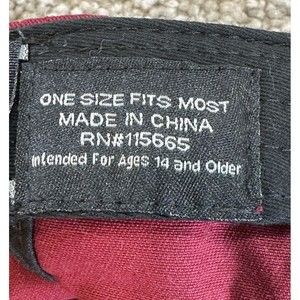 ONE SIZE FITS MOST
MADE IN CHINA
RN#115665
Intended For Ages 14 and Older